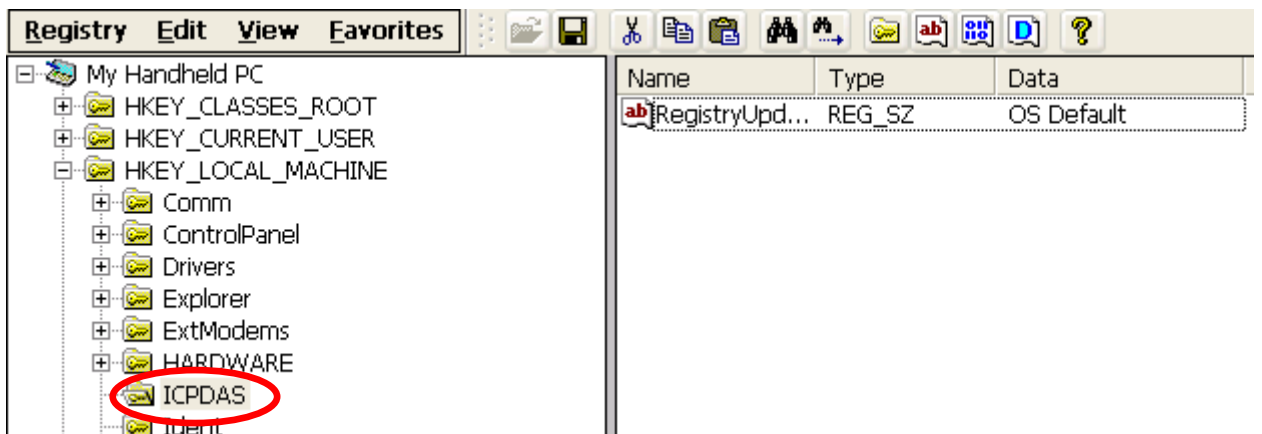 Registry Edit View Favorites
My Handheld PC
HKEY_CLASSES_ROOT
HKEY_CURRENT_USER
HKEY_LOCAL_MACHINE
Comm
ControlPanel
Drivers
Explorer
ExtModems
HARDWARE
ICPDAS
Ident
Name Type Data
RegistryUpd... REG_SZ OS Default